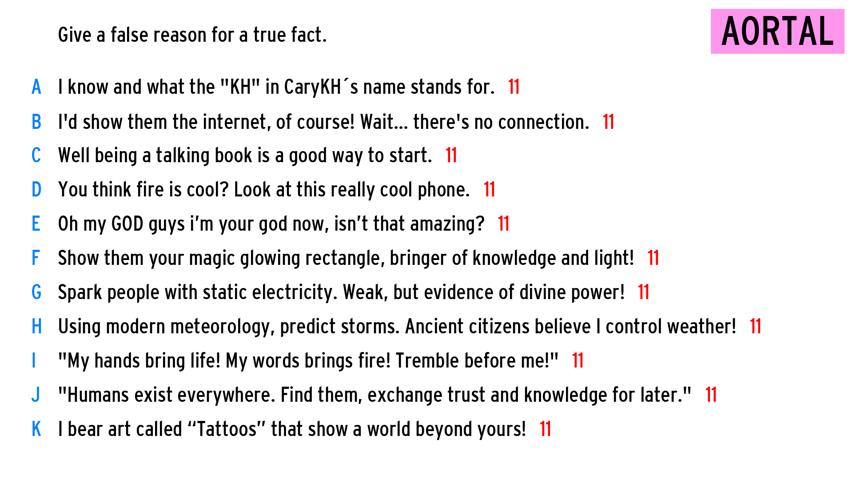 Give a false reason for a true fact.
AORTAL
A I know and what the "KH" in CaryKH´s name stands for. 11
B I'd show them the internet, of course! Wait... there's no connection. 11
C Well being a talking book is a good way to start. 11
D You think fire is cool? Look at this really cool phone. 11
E Oh my GOD guys i’m your god now, isn’t that amazing? 11
F Show them your magic glowing rectangle, bringer of knowledge and light! 11
G Spark people with static electricity. Weak, but evidence of divine power! 11
H Using modern meteorology, predict storms. Ancient citizens believe I control weather! 11
I "My hands bring life! My words brings fire! Tremble before me!" 11
J "Humans exist everywhere. Find them, exchange trust and knowledge for later." 11
K I bear art called “Tattoos” that show a world beyond yours! 11